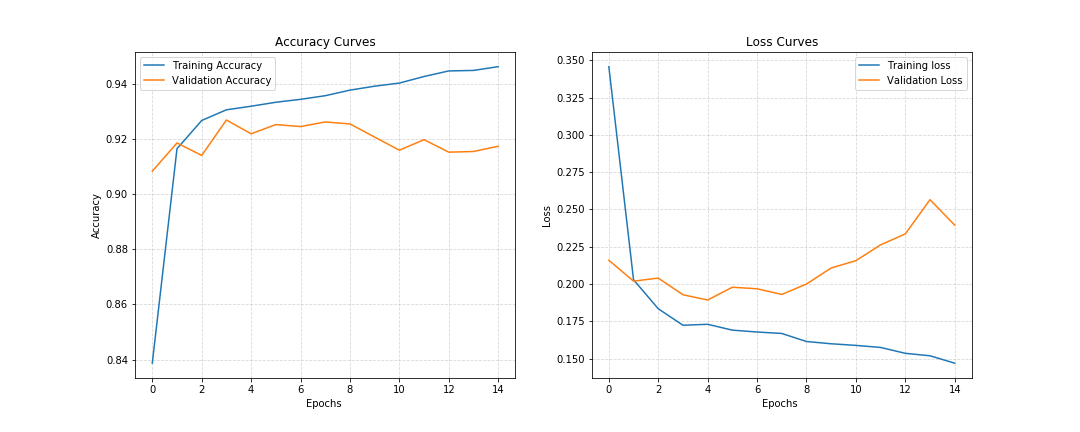 Accuracy Curves
Training Accuracy
Validation Accuracy
0.94
0.92
0.90
0.88
0.86
0.84
Accuracy
0 2 4 6 8 10 12 14
Epochs
Loss Curves
Training loss
Validation Loss
0.350
0.325
0.300
0.275
0.250
0.225
0.200
0.175
0.150
Loss
0 2 4 6 8 10 12 14
Epochs